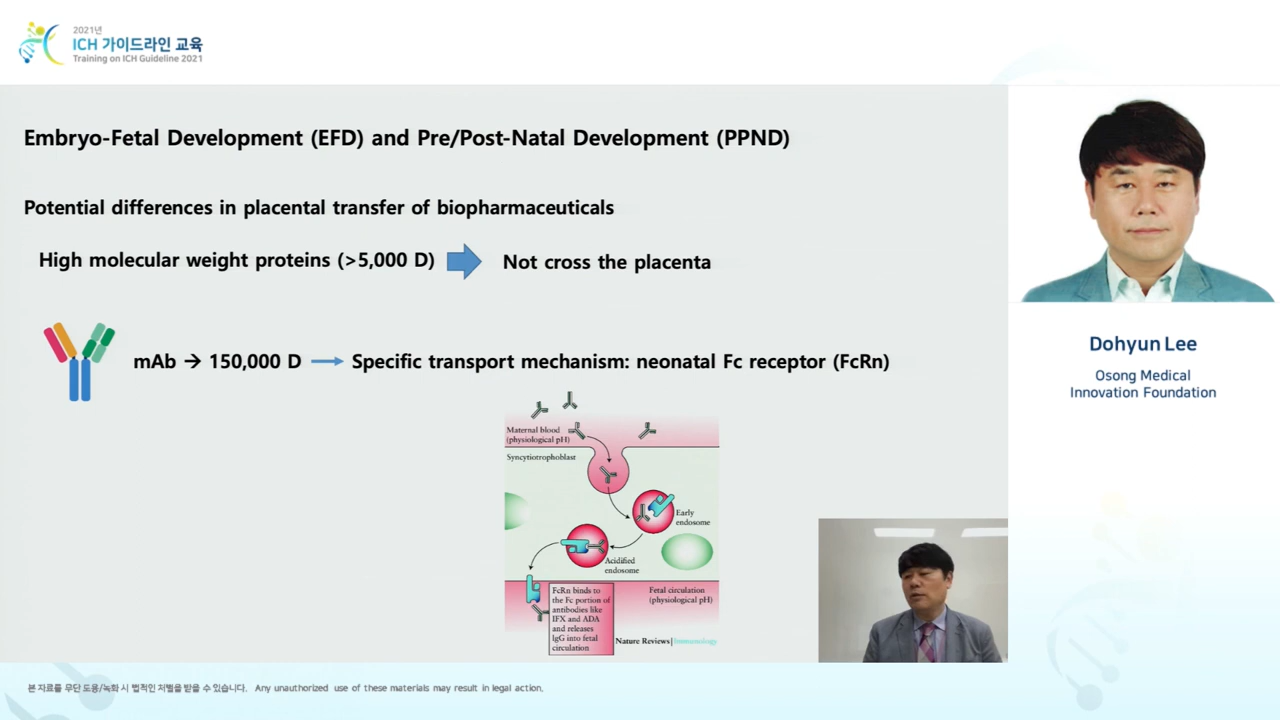 2021년
ICH 가이드라인 교육
Training on ICH Guideline 2021
Embryo-Fetal Development (EFD) and Pre/Post-Natal Development (PPND)
Potential differences in placental transfer of biopharmaceuticals
High molecular weight proteins (>5,000 D)
Not cross the placenta
mAb → 150,000 D
Specific transport mechanism: neonatal Fc receptor (FcRn)
Maternal blood
(physiological pH)
Syncytiotrophoblast
Early
endosome
Acidified
endosome
FcRn binds to
the Fc portion of
antibodies like
IFX and ADA
and releases
IgG into fetal
circulation
Fetal circulation
(physiological pH)
Nature Reviews | Immunology
Dohyun Lee
Osong Medical
Innovation Foundation
본 자료를 무단 도용/녹화 시 법적인 처벌을 받을 수 있습니다. Any unauthorized use of these materials may result in legal action.